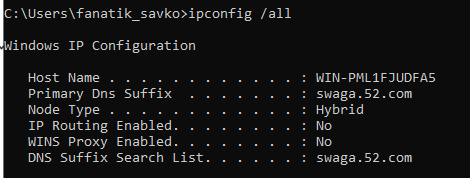 C:\Users\fanatik_savko>ipconfig /all
Windows IP Configuration
Host Name . . . . . . . . . . . . : WIN-PML1FJUDFA5
Primary Dns Suffix  . . . . . . . : swaga.52.com
Node Type . . . . . . . . . . . . : Hybrid
IP Routing Enabled. . . . . . . . : No
WINS Proxy Enabled. . . . . . . . : No
DNS Suffix Search List. . . . . . : swaga.52.com